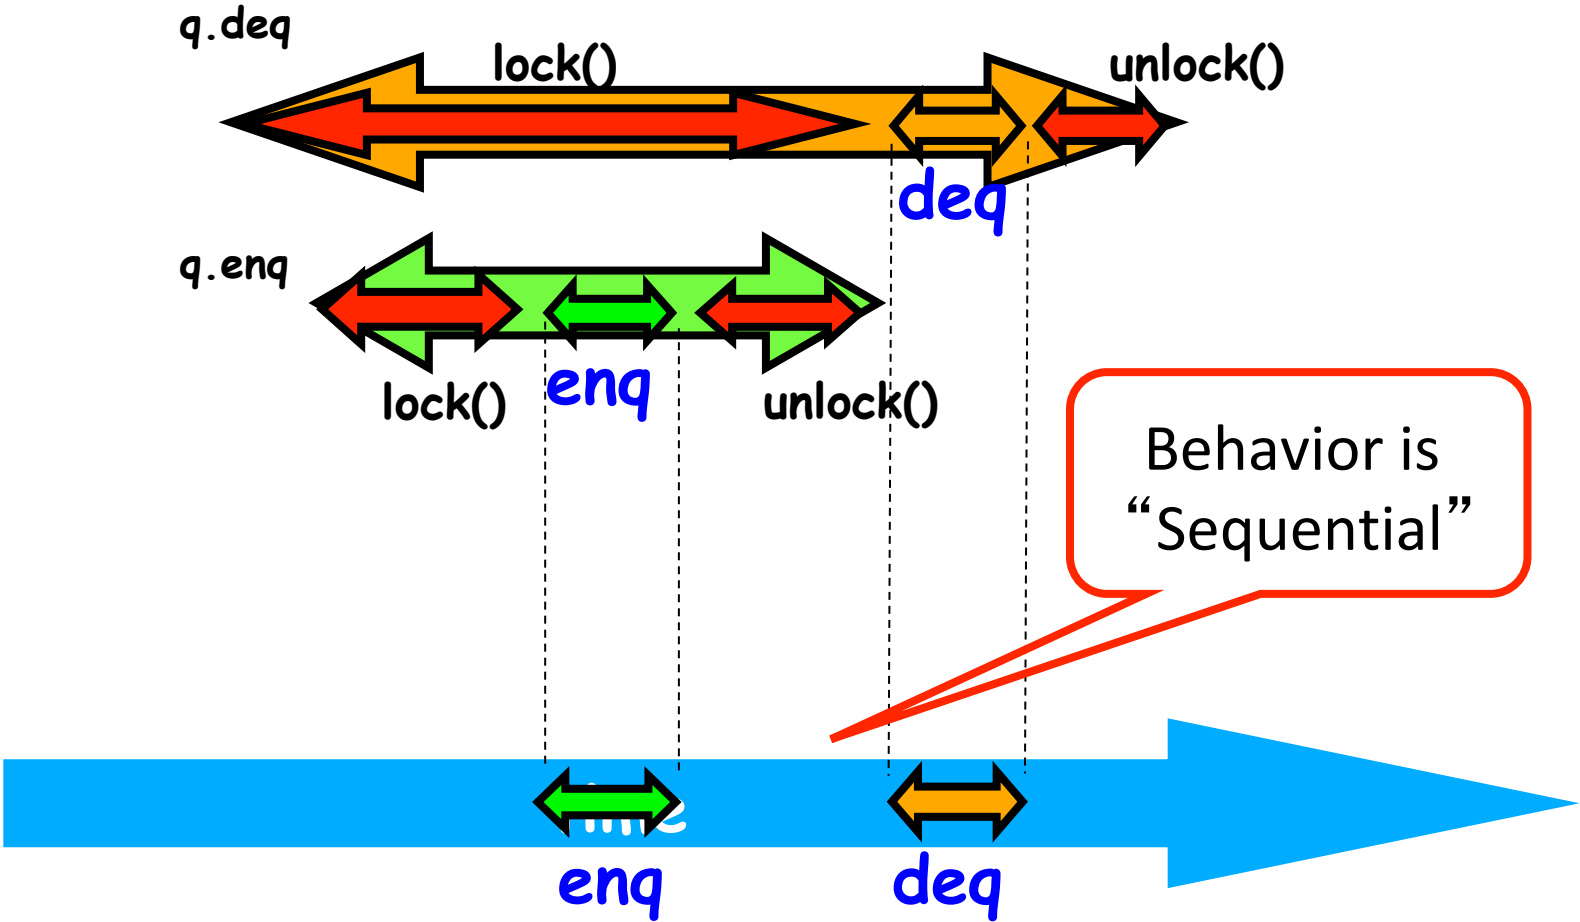 q.deq
lock()
unlock()
deq
q.enq
enq
lock()
unlock()
Behavior is
“Sequential”
enq
deq